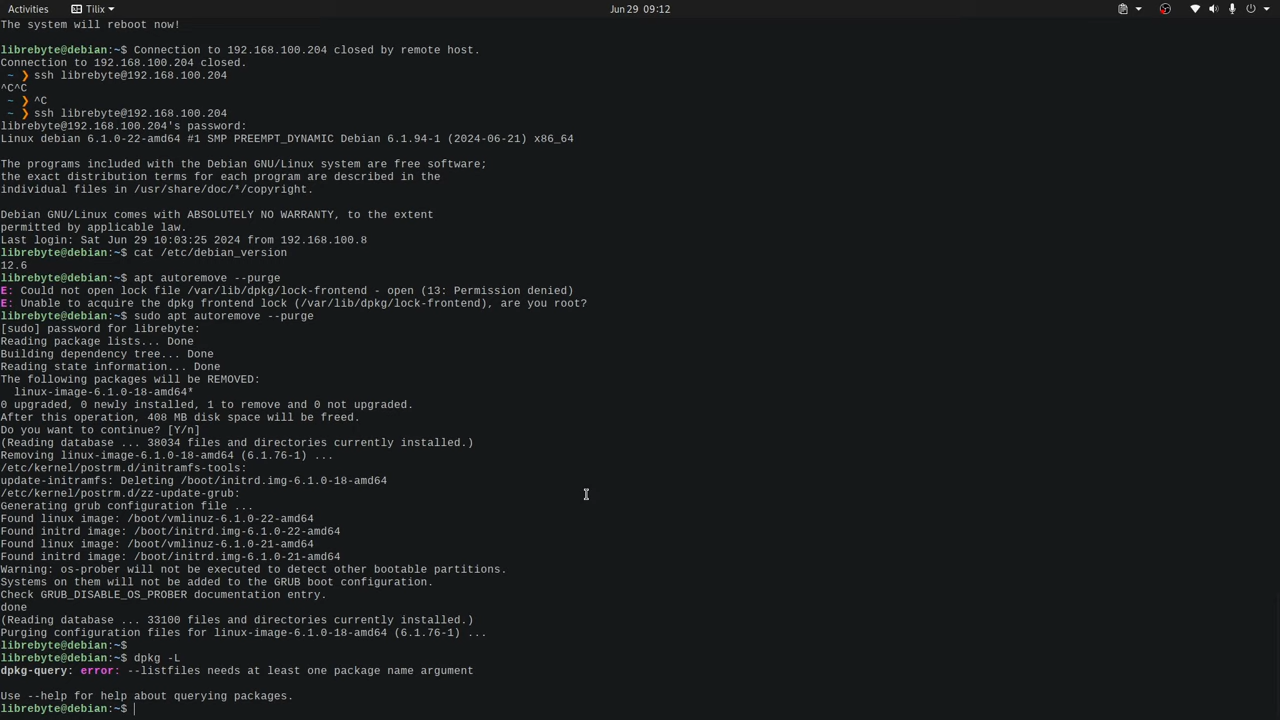 Activities
Tilix
Jun 29 09:12
The system will reboot now!
librebyte@debian:~$ Connection to 192.168.100.204 closed by remote host.
Connection to 192.168.100.204 closed.
~ ❯ ssh librebyte@192.168.100.204
^C^C
~ ❯ ^C
~ ❯ ssh librebyte@192.168.100.204
librebyte@192.168.100.204's password:
Linux debian 6.1.0-22-amd64 #1 SMP PREEMPT_DYNAMIC Debian 6.1.94-1 (2024-06-21) x86_64
The programs included with the Debian GNU/Linux system are free software;
the exact distribution terms for each program are described in the
individual files in /usr/share/doc/*/copyright.
Debian GNU/Linux comes with ABSOLUTELY NO WARRANTY, to the extent
permitted by applicable law.
Last login: Sat Jun 29 10:03:25 2024 from 192.168.100.8
librebyte@debian:~$ cat /etc/debian_version
12.6
librebyte@debian:~$ apt autoremove --purge
E: Could not open lock file /var/lib/dpkg/lock-frontend - open (13: Permission denied)
E: Unable to acquire the dpkg frontend lock (/var/lib/dpkg/lock-frontend), are you root?
librebyte@debian:~$ sudo apt autoremove --purge
[sudo] password for librebyte:
Reading package lists... Done
Building dependency tree... Done
Reading state information... Done
The following packages will be REMOVED:
linux-image-6.1.0-18-amd64*
0 upgraded, 0 newly installed, 1 to remove and 0 not upgraded.
After this operation, 408 MB disk space will be freed.
Do you want to continue? [Y/n]
(Reading database ... 38034 files and directories currently installed.)
Removing linux-image-6.1.0-18-amd64 (6.1.76-1) ...
/etc/kernel/postrm.d/initramfs-tools:
update-initramfs: Deleting /boot/initrd.img-6.1.0-18-amd64
/etc/kernel/postrm.d/zz-update-grub:
Generating grub configuration file ...
Found linux image: /boot/vmlinuz-6.1.0-22-amd64
Found initrd image: /boot/initrd.img-6.1.0-22-amd64
Found linux image: /boot/vmlinuz-6.1.0-21-amd64
Found initrd image: /boot/initrd.img-6.1.0-21-amd64
Warning: os-prober will not be executed to detect other bootable partitions.
Systems on them will not be added to the GRUB boot configuration.
Check GRUB_DISABLE_OS_PROBER documentation entry.
done
(Reading database ... 33100 files and directories currently installed.)
Purging configuration files for linux-image-6.1.0-18-amd64 (6.1.76-1) ...
librebyte@debian:~$
librebyte@debian:~$ dpkg -L
dpkg-query: error: --listfiles needs at least one package name argument
Use --help for help about querying packages.
librebyte@debian:~$